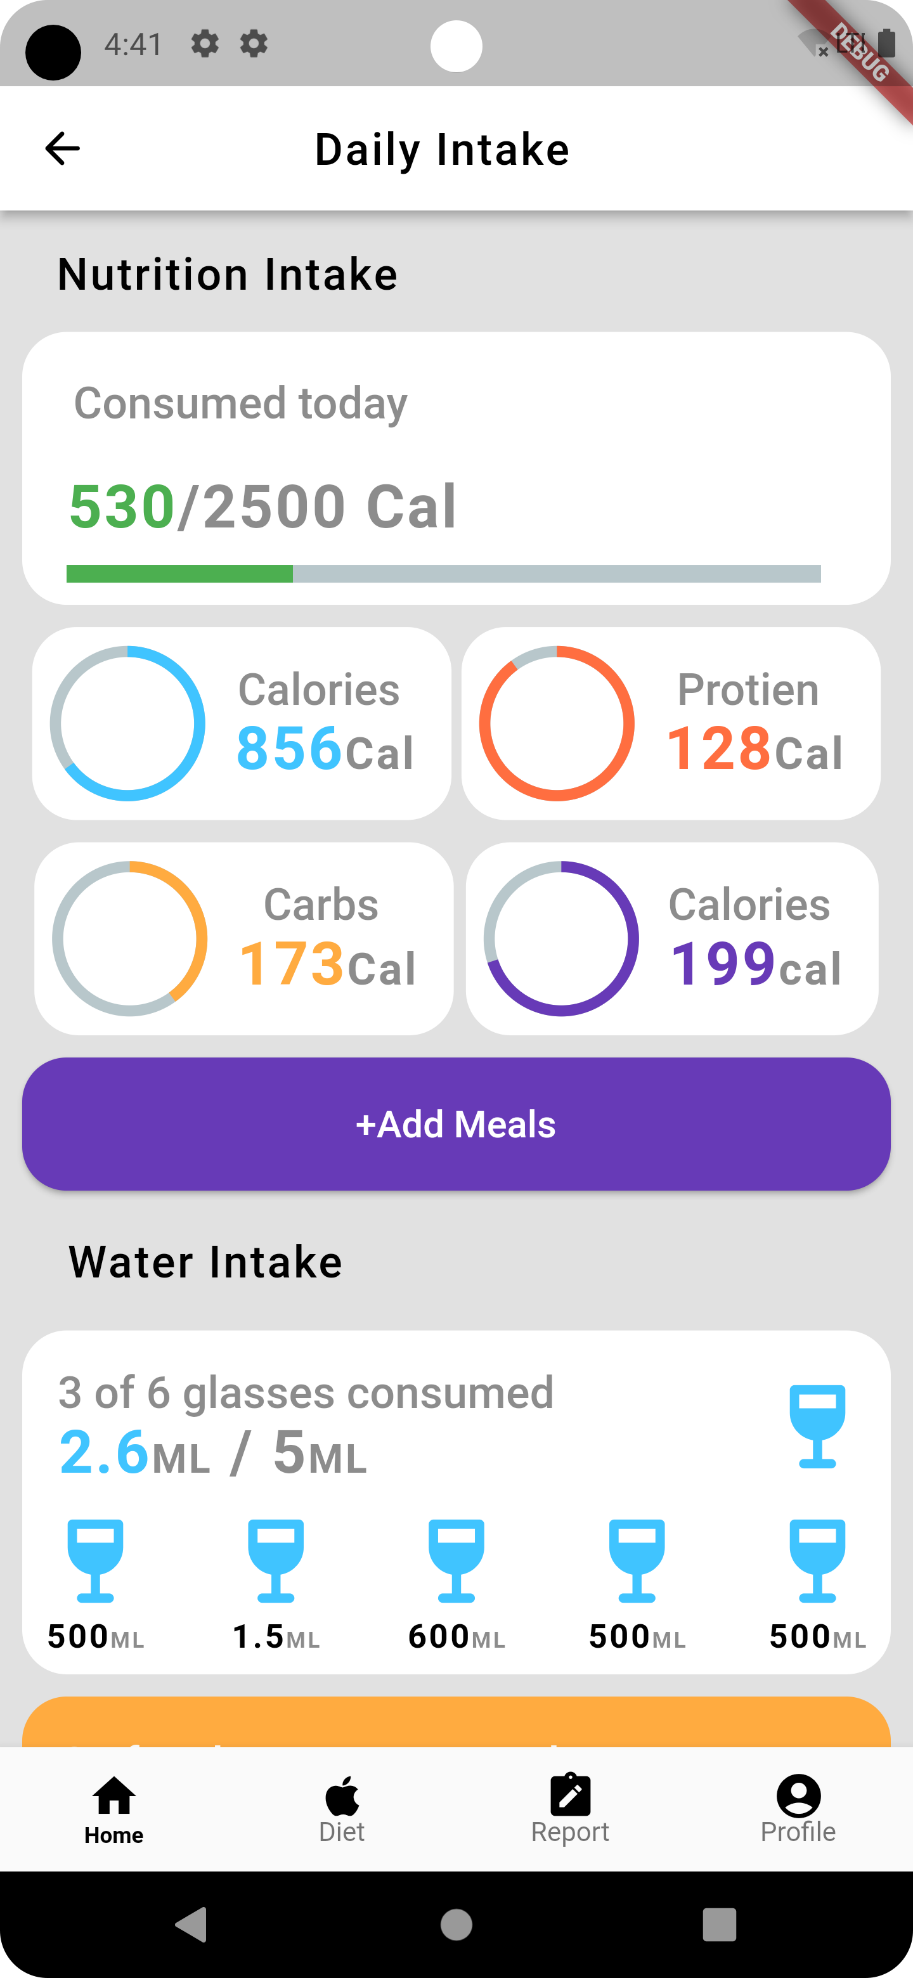 4:41
DEBUG
Daily Intake
Nutrition Intake
Consumed today
530/2500 Cal
Calories
856Cal
Protien
128Cal
Carbs
173Cal
Calories
199cal
+Add Meals
Water Intake
3 of 6 glasses consumed
2.6ML / 5ML
500ML 1.5ML 600ML 500ML 500ML
Home Diet Report Profile